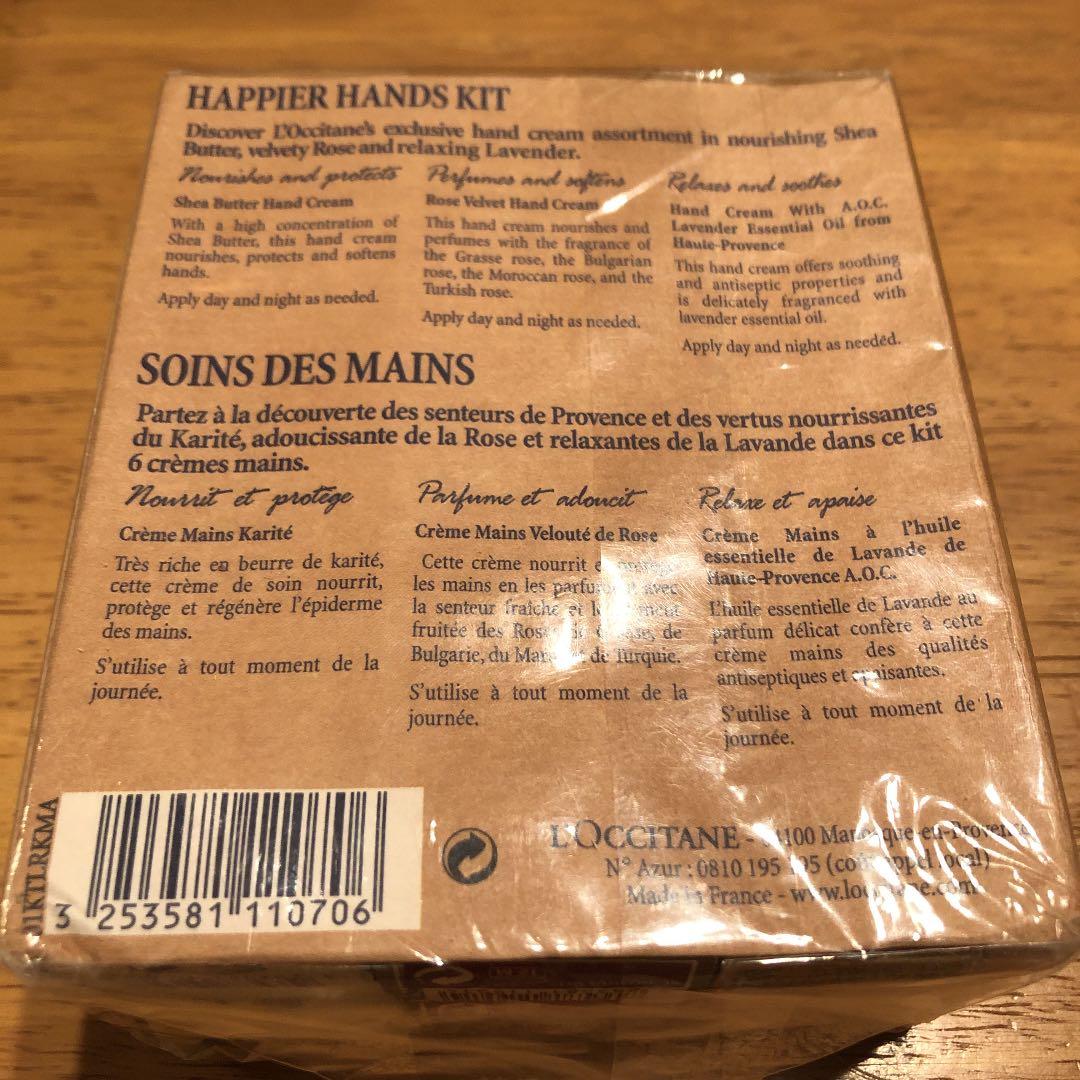 HAPPIER HANDS KIT
Discover L'Occitane's exclusive hand cream assortment in nourishing Shea
Butter, velvety Rose and relaxing Lavender.
Nourishes and protects
Shea Butter Hand Cream
With a high concentration of
Shea Butter, this hand cream
nourishes, protects and softens
hands.
Apply day and night as needed.
Perfumes and softens
Rose Velvet Hand Cream
This hand cream nourishes and
perfumes with the fragrance of
the Grasse rose, the Bulgarian
rose, the Moroccan rose, and the
Turkish rose.
Apply day and night as needed.
Relaxes and soothes
Hand Cream With A.O.C.
Lavender Essential Oil from
Haute-Provence
This hand cream offers soothing
and antiseptic properties and
is delicately fragranced with
lavender essential oil.
Apply day and night as needed.
SOINS DES MAINS
Partez à la découverte des senteurs de Provence et des vertus nourrissantes
du Karité, adoucissante de la Rose et relaxantes de la Lavande dans ce kit
6 crèmes mains.
Nourrit et protège
Crème Mains Karité
Très riche en beurre de karité,
cette crème de soin nourrit,
protège et régénère l'épiderme
des mains.
S'utilise à tout moment de la
journée.
Parfume et adoucit
Crème Mains Velouté de Rose
Cette crème nourrit
les mains en les avec
la senteur fraîche et
fruitée des de
Bulgarie, du de Turquie.
S'utilise à tout moment de la
journée.
Relaxe et apaise
Crème Mains à l'huile
essentielle de Lavande de
Haute-Provence A.O.C.
L'huile essentielle de Lavande au
parfum délicat confère à cette
crème mains des qualités
antiseptiques et apaisantes.
S'utilise à tout moment de la
journée.
01KTLRKMA
3 253581 110706
L'OCCITANE -
N° Azur : 0810 195
Made in France - www.loccitane.com